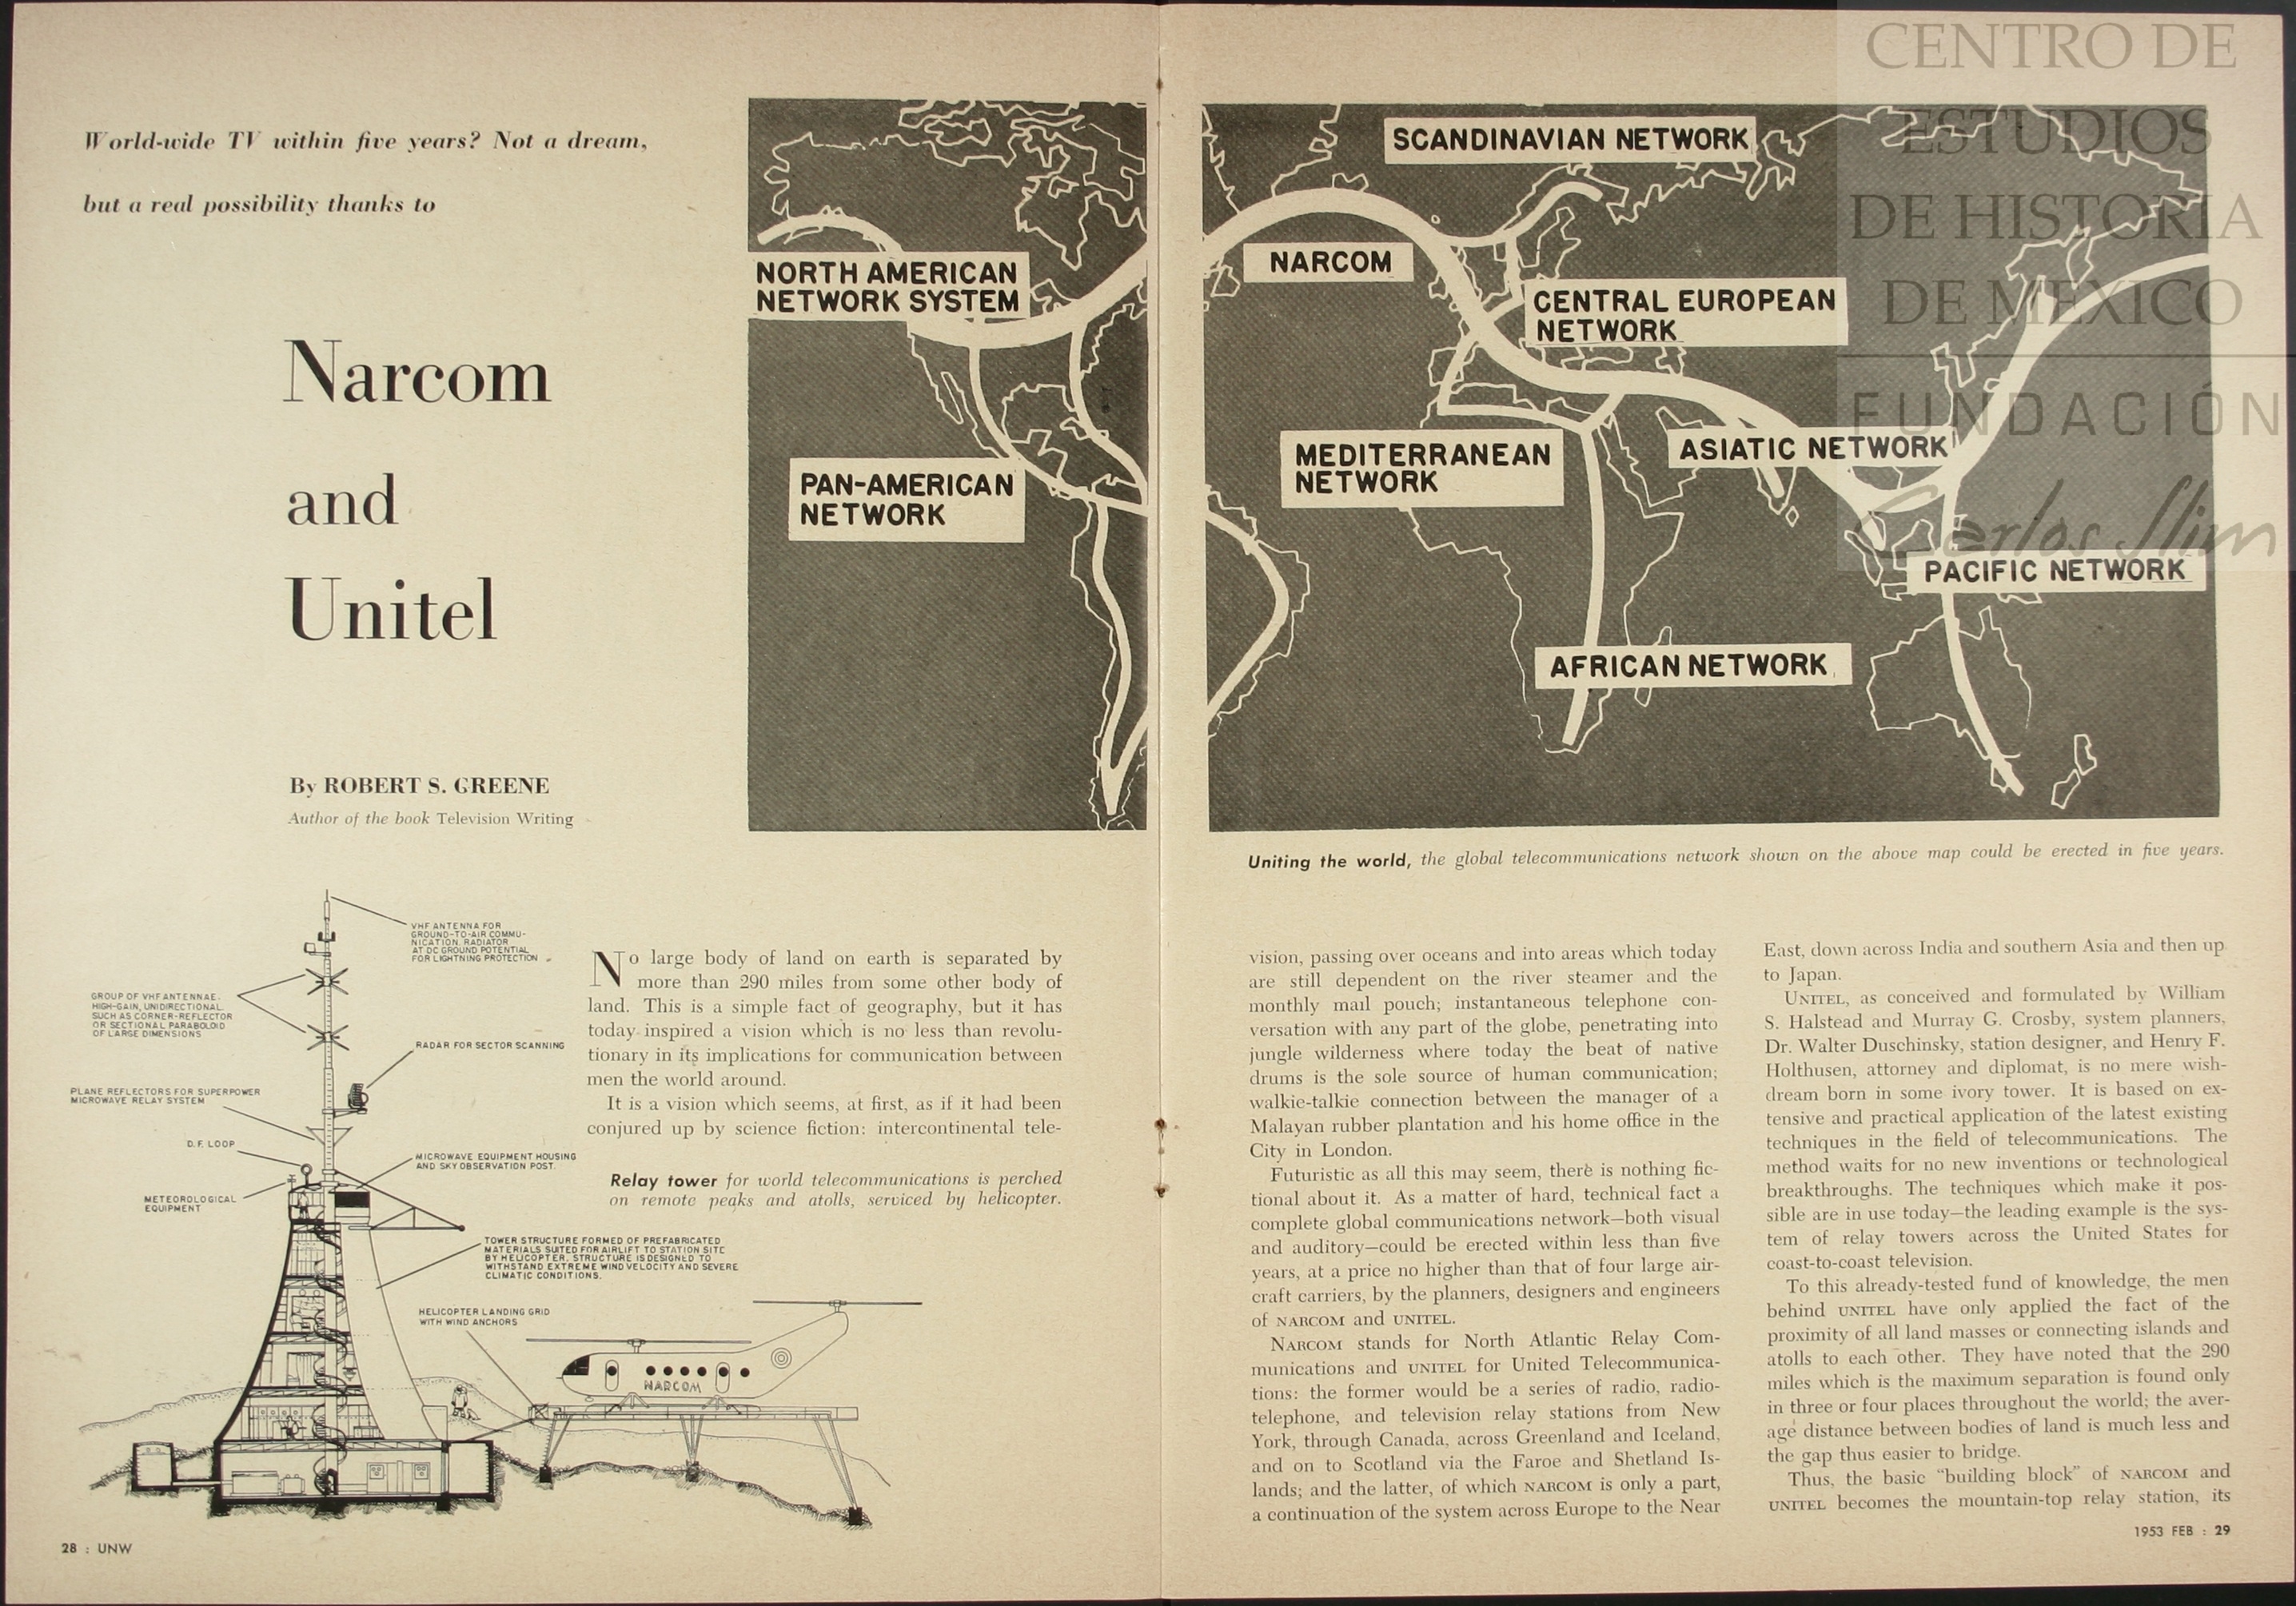 World-wide TV within five years? Not a dream,
but a real possibility thanks to
Narcom
and
Unitel
By ROBERT S. GREENE
Author of the book Television Writing
NORTH AMERICAN
NETWORK SYSTEM
PAN-AMERICAN
NETWORK
SCANDINAVIAN NETWORK
NARCOM
CENTRAL EUROPEAN
NETWORK
MEDITERRANEAN
NETWORK
ASIATIC NETWORK
PACIFIC NETWORK
AFRICAN NETWORK
CENTRO DE
ESTUDIOS
DE HISTORIA
DE MEXICO
FUNDACIÓN
Carlos Slim
Uniting the world, the global telecommunications network shown on the above map could be erected in five years.
VHF ANTENNA FOR
GROUND-TO-AIR COMMU-
NICATION. RADIATOR
AT DC GROUND POTENTIAL
FOR LIGHTNING PROTECTION
GROUP OF VHF ANTENNAE.
HIGH-GAIN, UNIDIRECTIONAL,
SUCH AS CORNER-REFLECTOR
OR SECTIONAL PARABOLOID
OF LARGE DIMENSIONS
RADAR FOR SECTOR SCANNING
PLANE REFLECTORS FOR SUPERPOWER
MICROWAVE RELAY SYSTEM
D.F. LOOP
MICROWAVE EQUIPMENT HOUSING
AND SKY OBSERVATION POST.
METEOROLOGICAL
EQUIPMENT
TOWER STRUCTURE FORMED OF PREFABRICATED
MATERIALS SUITED FOR AIRLIFT TO STATION SITE
BY HELICOPTER. STRUCTURE IS DESIGNED TO
WITHSTAND EXTREME WIND VELOCITY AND SEVERE
CLIMATIC CONDITIONS.
HELICOPTER LANDING GRID
WITH WIND ANCHORS
NARCOM
No large body of land on earth is separated by
more than 290 miles from some other body of
land. This is a simple fact of geography, but it has
today inspired a vision which is no less than revolu-
tionary in its implications for communication between
men the world around.
It is a vision which seems, at first, as if it had been
conjured up by science fiction: intercontinental tele-
Relay tower for world telecommunications is perched
on remote peaks and atolls, serviced by helicopter.
28 : UNW
vision, passing over oceans and into areas which today
are still dependent on the river steamer and the
monthly mail pouch; instantaneous telephone con-
versation with any part of the globe, penetrating into
jungle wilderness where today the beat of native
drums is the sole source of human communication;
walkie-talkie connection between the manager of a
Malayan rubber plantation and his home office in the
City in London.
Futuristic as all this may seem, there is nothing fic-
tional about it. As a matter of hard, technical fact a
complete global communications network—both visual
and auditory—could be erected within less than five
years, at a price no higher than that of four large air-
craft carriers, by the planners, designers and engineers
of NARCOM and UNITEL.
NARCOM stands for North Atlantic Relay Com-
munications and UNITEL for United Telecommunica-
tions: the former would be a series of radio, radio-
telephone, and television relay stations from New
York, through Canada, across Greenland and Iceland,
and on to Scotland via the Faroe and Shetland Is-
lands; and the latter, of which NARCOM is only a part,
a continuation of the system across Europe to the Near
East, down across India and southern Asia and then up
to Japan.
UNITEL, as conceived and formulated by William
S. Halstead and Murray G. Crosby, system planners,
Dr. Walter Duschinsky, station designer, and Henry F.
Holthusen, attorney and diplomat, is no mere wish-
dream born in some ivory tower. It is based on ex-
tensive and practical application of the latest existing
techniques in the field of telecommunications. The
method waits for no new inventions or technological
breakthroughs. The techniques which make it pos-
sible are in use today—the leading example is the sys-
tem of relay towers across the United States for
coast-to-coast television.
To this already-tested fund of knowledge, the men
behind UNITEL have only applied the fact of the
proximity of all land masses or connecting islands and
atolls to each other. They have noted that the 290
miles which is the maximum separation is found only
in three or four places throughout the world; the aver-
age distance between bodies of land is much less and
the gap thus easier to bridge.
Thus, the basic "building block" of NARCOM and
UNITEL becomes the mountain-top relay station, its
1953 FEB : 29